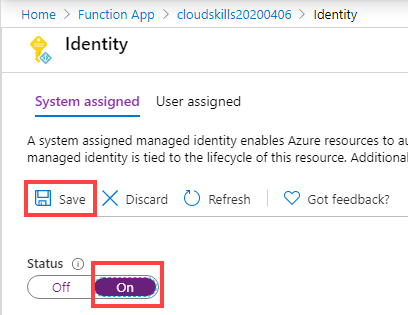 Home > Function App > cloudskills20200406 > Identity
Identity
System assigned User assigned
A system assigned managed identity enables Azure resources to au
managed identity is tied to the lifecycle of this resource. Additional
Save Discard Refresh Got feedback?
Status
Off On